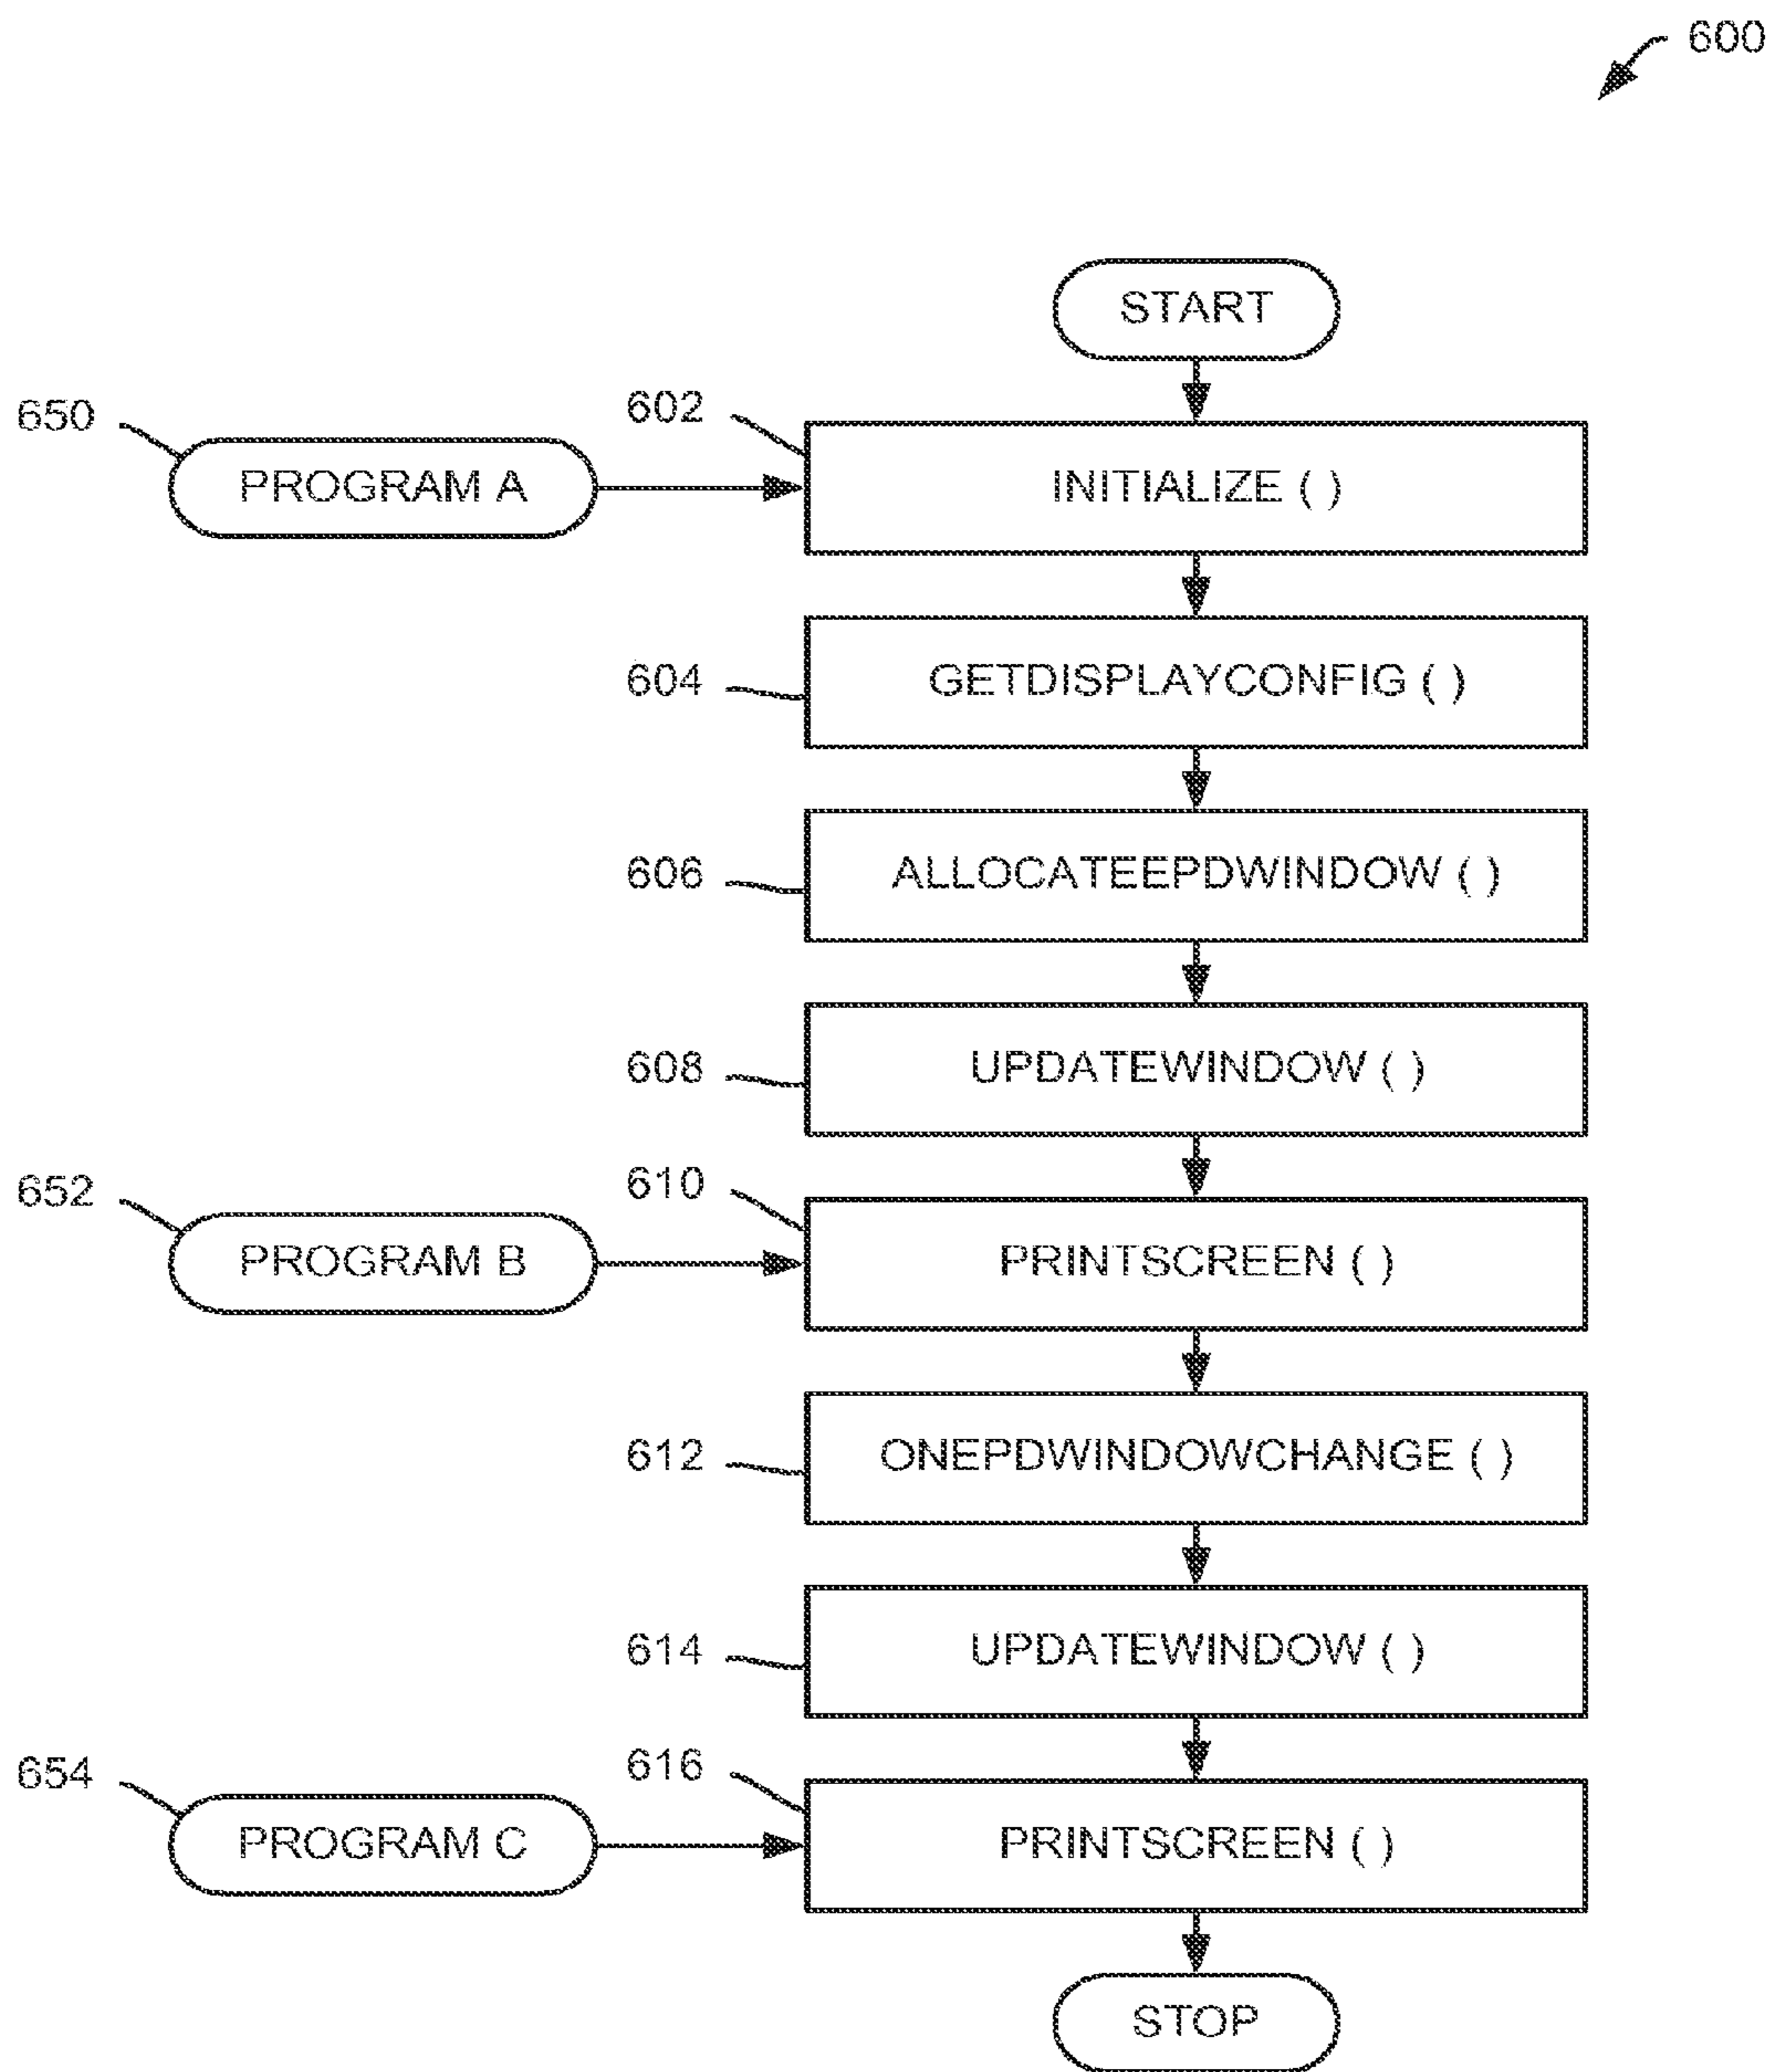 600
START
650
602
PROGRAM A
INITIALIZE ( )
604
GETDISPLAYCONFIG ( )
606
ALLOCATEEPDWINDOW ( )
608
UPDATEWINDOW ( )
652
610
PROGRAM B
PRINTSCREEN ( )
612
ONEPDWINDOWCHANGE ( )
614
UPDATEWINDOW ( )
654
616
PROGRAM C
PRINTSCREEN ( )
STOP